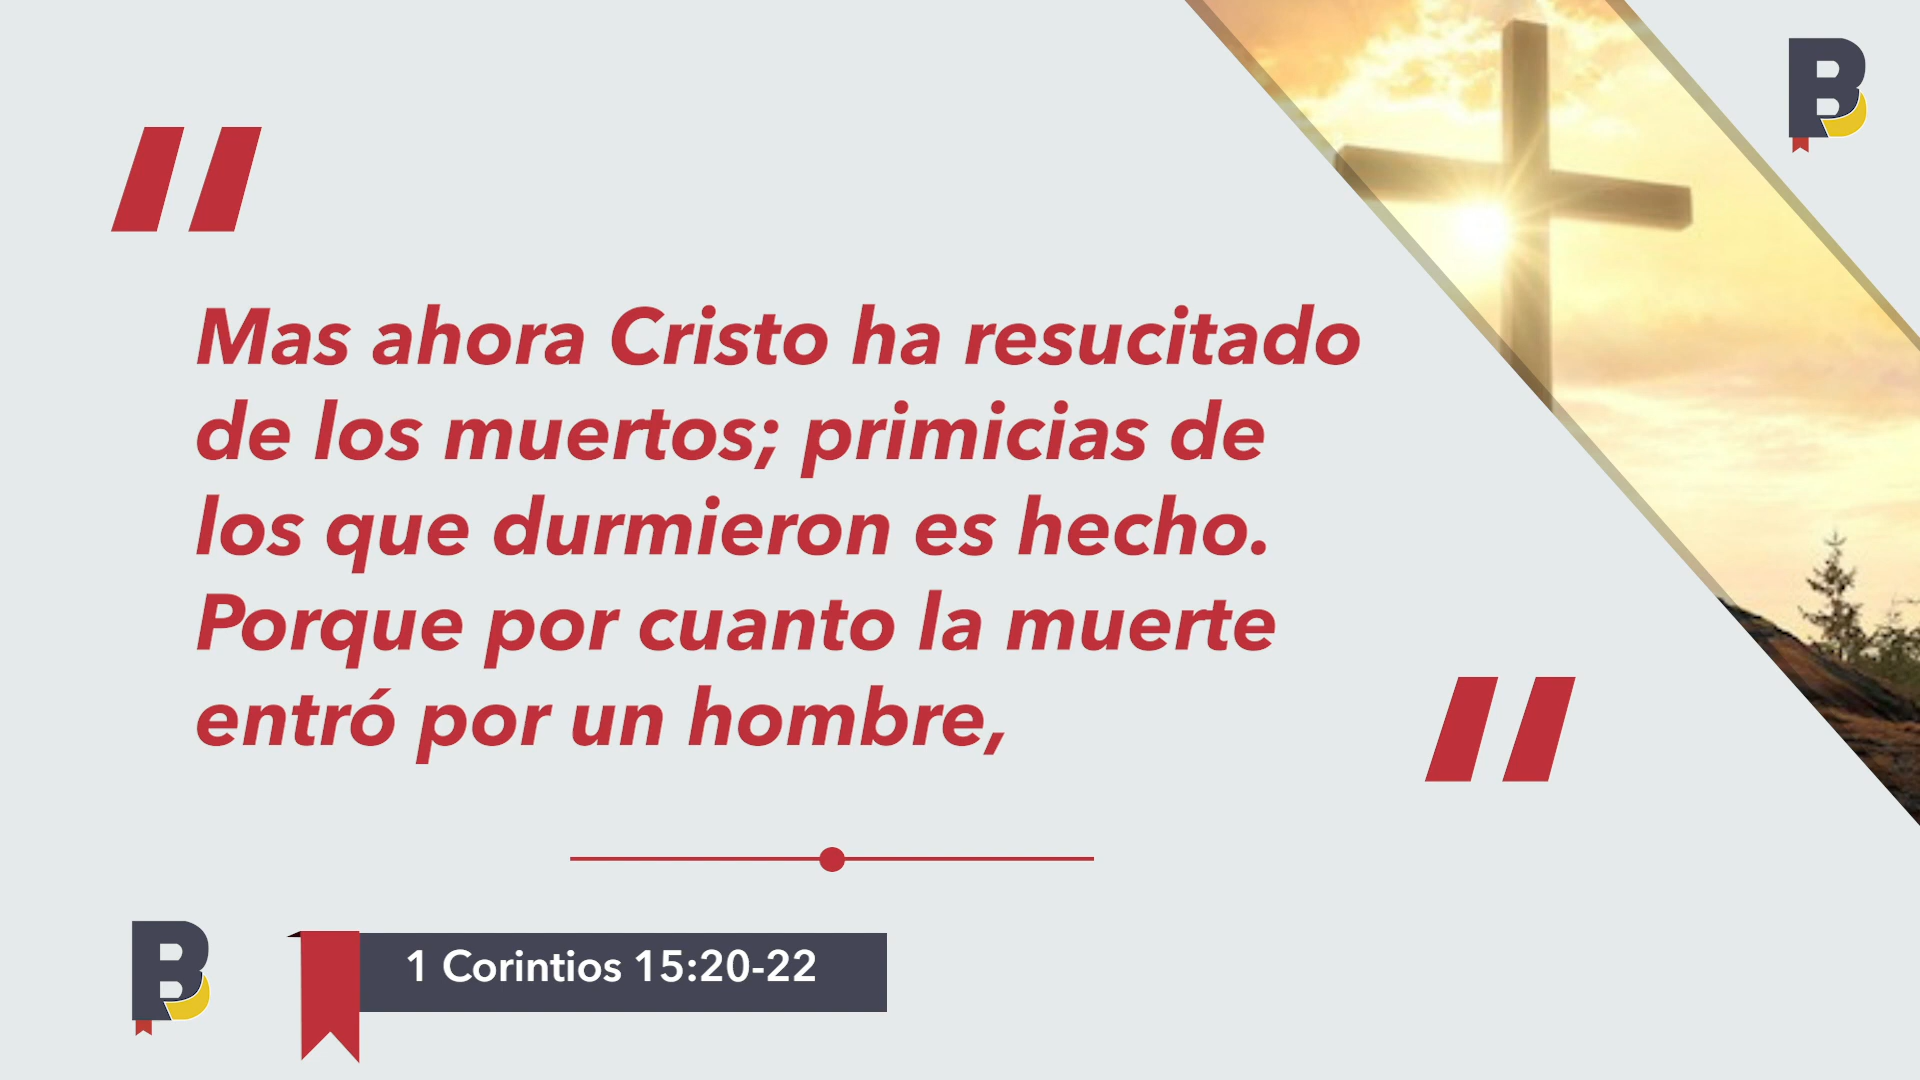 Mas ahora Cristo ha resucitado
de los muertos; primicias de
los que durmieron es hecho.
Porque por cuanto la muerte
entró por un hombre,
1 Corintios 15:20-22